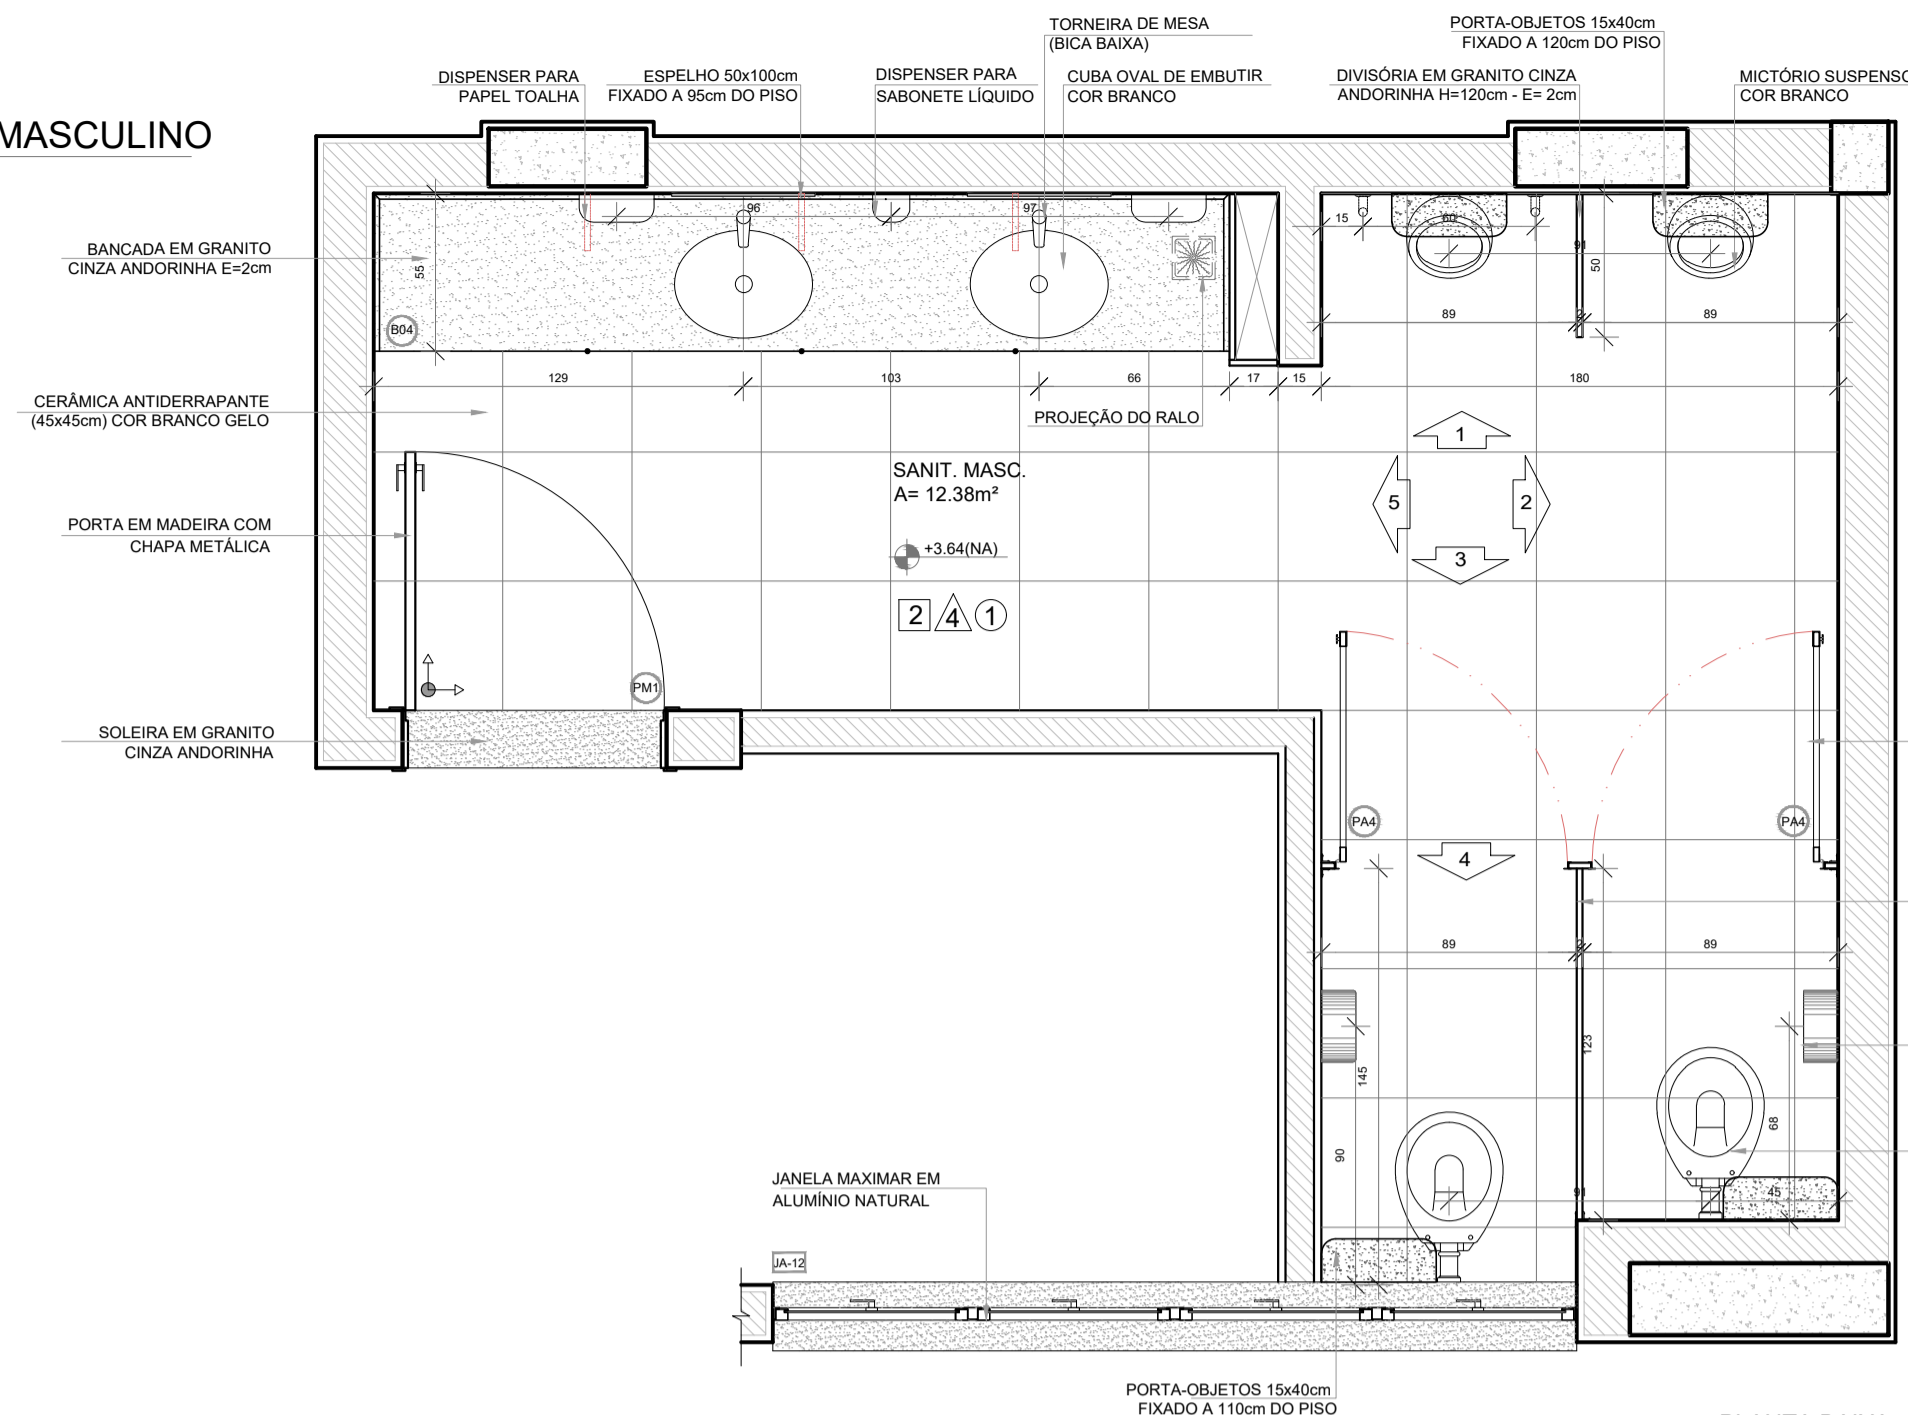 TORNEIRA DE MESA
(BICA BAIXA)
PORTA-OBJETOS 15x40cm
FIXADO A 120cm DO PISO
DISPENSER PARA
PAPEL TOALHA
ESPELHO 50x100cm
FIXADO A 95cm DO PISO
DISPENSER PARA
SABONETE LÍQUIDO
CUBA OVAL DE EMBUTIR
COR BRANCO
DIVISÓRIA EM GRANITO CINZA
ANDORINHA H=120cm - E= 2cm
MICTÓRIO SUSPENSO
COR BRANCO
MASCULINO
96
97
15
60
91
50
55
BANCADA EM GRANITO
CINZA ANDORINHA E=2cm
B04
89
2
89
129
103
66
17
15
180
CERÂMICA ANTIDERRAPANTE
(45x45cm) COR BRANCO GELO
PROJEÇÃO DO RALO
1
5
2
3
SANIT. MASC.
A= 12.38m²
+3.64(NA)
2
4
1
PORTA EM MADEIRA COM
CHAPA METÁLICA
PM1
SOLEIRA EM GRANITO
CINZA ANDORINHA
PA4
PA4
4
89
2
89
145
123
90
68
91
45
JANELA MAXIMAR EM
ALUMÍNIO NATURAL
JA-12
PORTA-OBJETOS 15x40cm
FIXADO A 110cm DO PISO